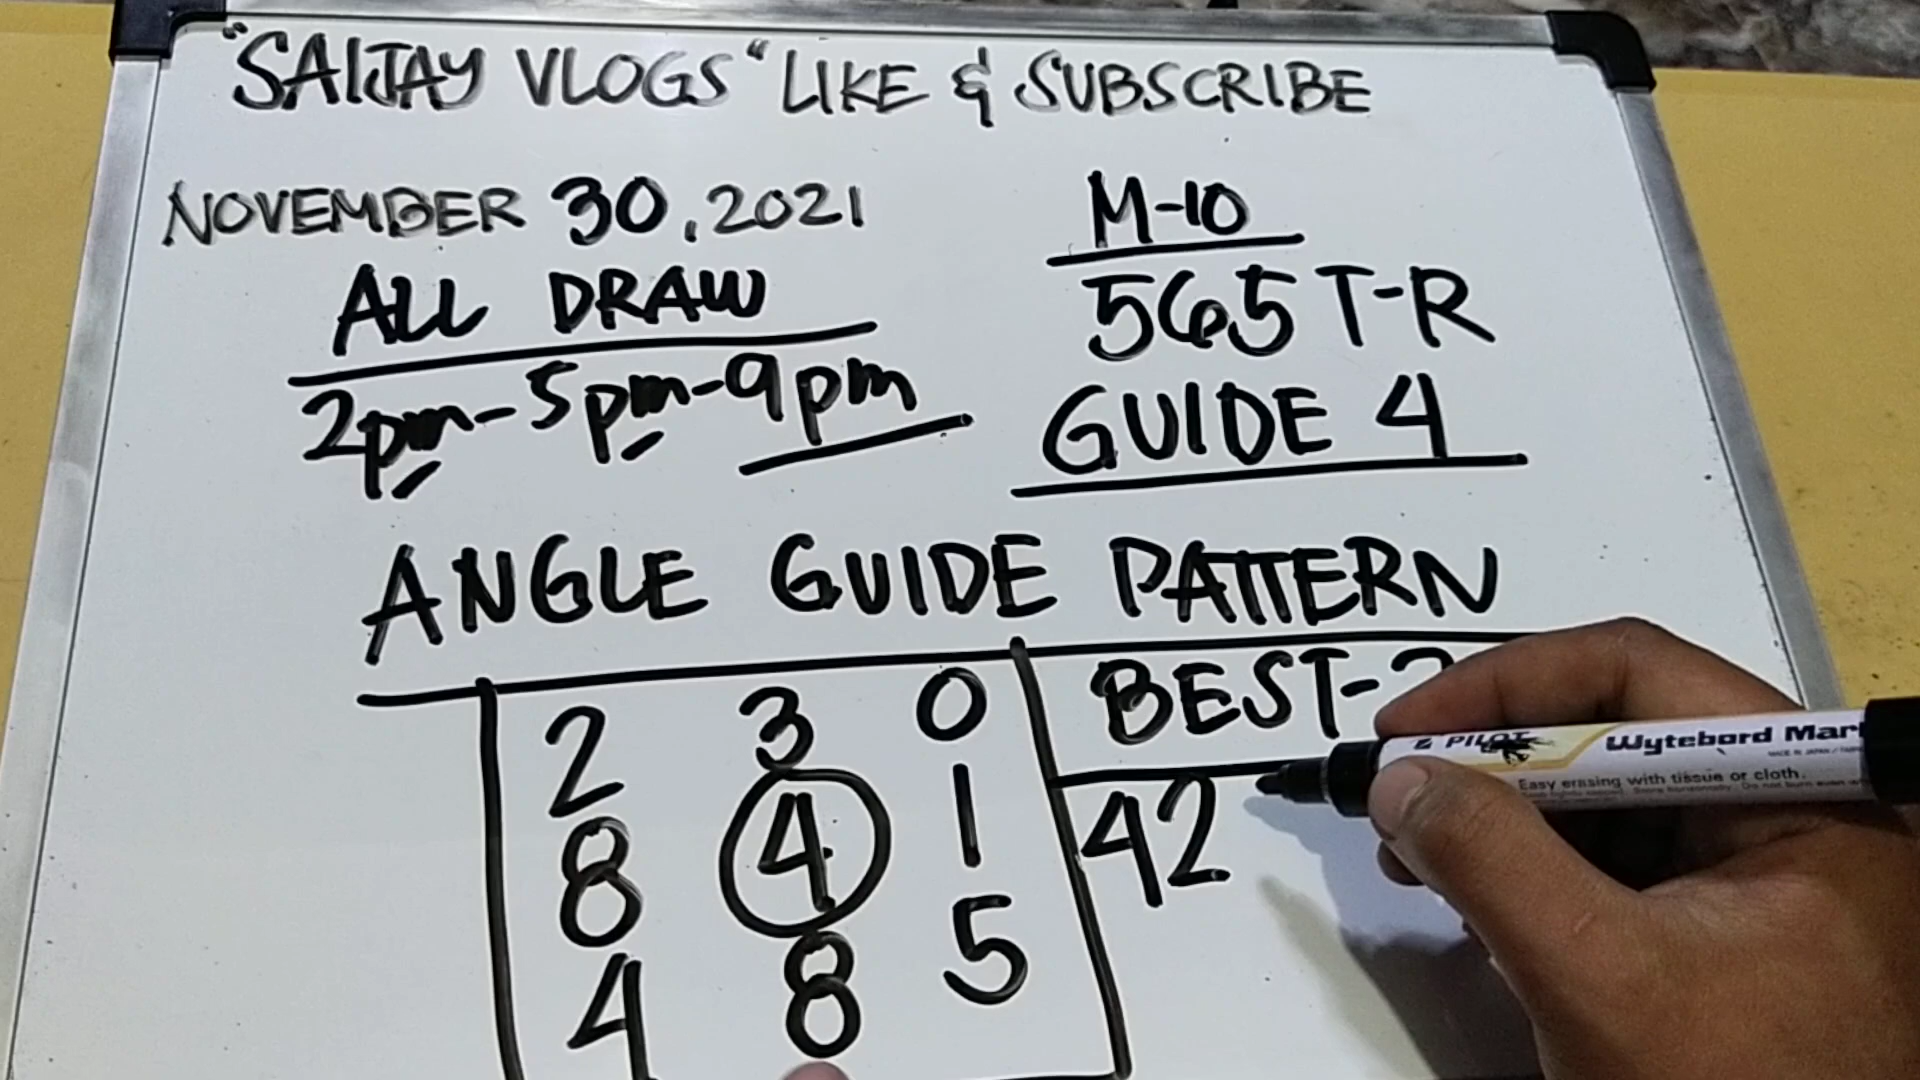 "SAIJAY VLOGS" LIKE & SUBSCRIBE
NOVEMBER 30, 2021
ALL DRAW
2pm-5pm-9pm
M-10
565 T-R
GUIDE 4
ANGLE GUIDE PATTERN
2 3 0
8 4 1
4 8 5
BEST-
42
PILOT Wytebord Mar
Easy erasing with tissue or cloth.